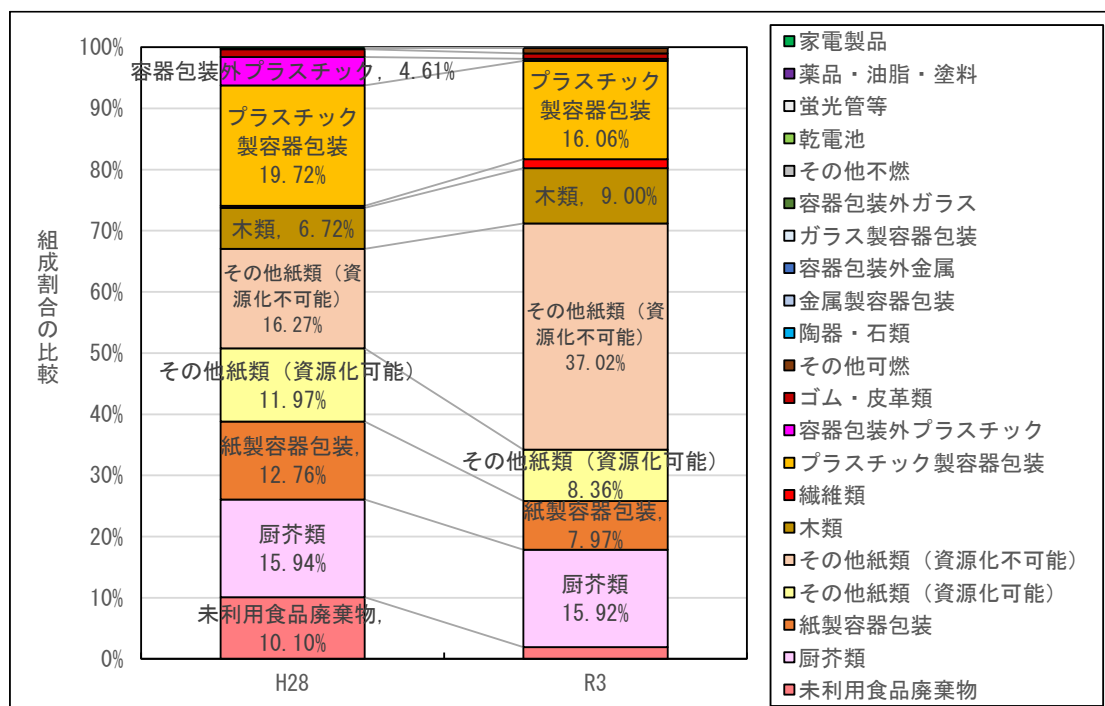 組成割合の比較
100%
90%
80%
70%
60%
50%
40%
30%
20%
10%
0%
容器包装外プラスチック, 4.61%
プラスチック
製容器包装
19.72%
木類, 6.72%
その他紙類（資
源化不可能）
16.27%
その他紙類（資源化可能）
11.97%
紙製容器包装,
12.76%
厨芥類
15.94%
未利用食品廃棄物,
10.10%
プラスチック
製容器包装
16.06%
木類, 9.00%
その他紙類（資
源化不可能）
37.02%
その他紙類（資源化可能）
8.36%
紙製容器包装,
7.97%
厨芥類
15.92%
H28
R3
家電製品
薬品・油脂・塗料
蛍光管等
乾電池
その他不燃
容器包装外ガラス
ガラス製容器包装
容器包装外金属
金属製容器包装
陶器・石類
その他可燃
ゴム・皮革類
容器包装外プラスチック
プラスチック製容器包装
繊維類
木類
その他紙類（資源化不可能）
その他紙類（資源化可能）
紙製容器包装
厨芥類
未利用食品廃棄物